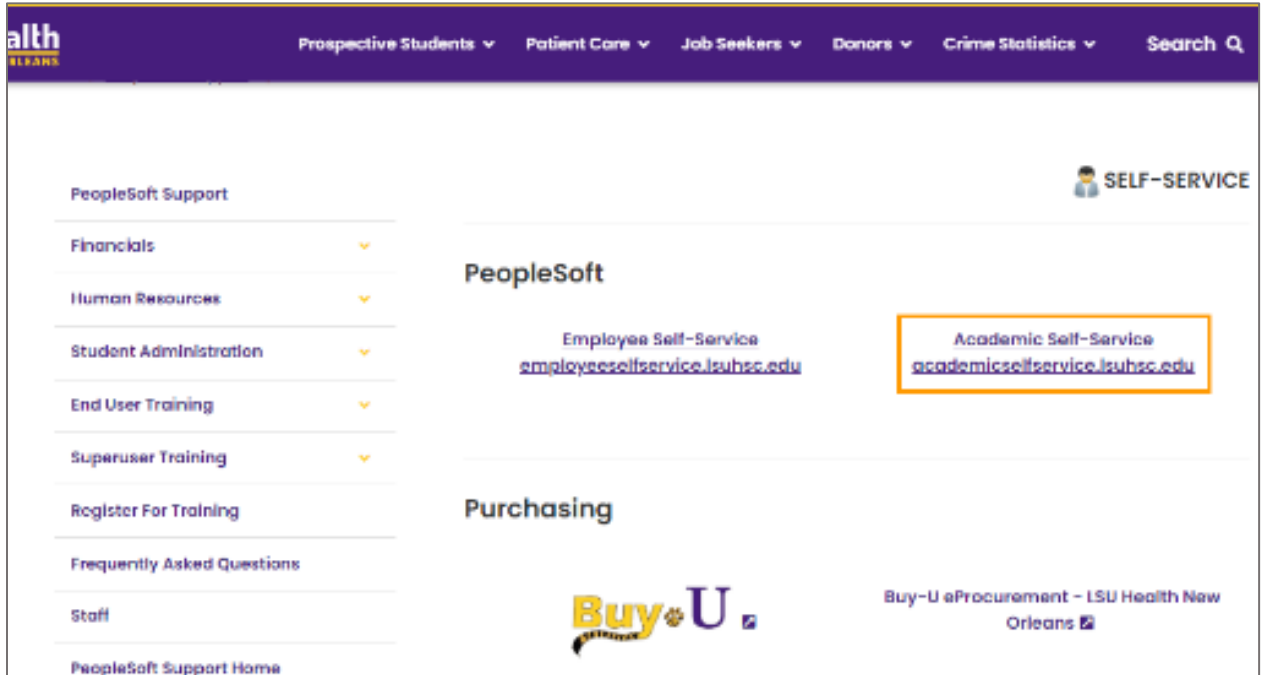 alth
RLEANS
Prospective Students
Patient Care
Job Seekers
Donors
Crime Statistics
Search
SELF-SERVICE
PeopleSoft Support
Financials
Human Resources
Student Administration
End User Training
Superuser Training
Register For Training
Frequently Asked Questions
Staff
PeopleSoft Support Home
PeopleSoft
Employee Self-Service
employeeselfservice.lsuhsc.edu
Academic Self-Service
academicselfservice.lsuhsc.edu
Purchasing
Buy U
Buy-U eProcurement - LSU Health New
Orleans